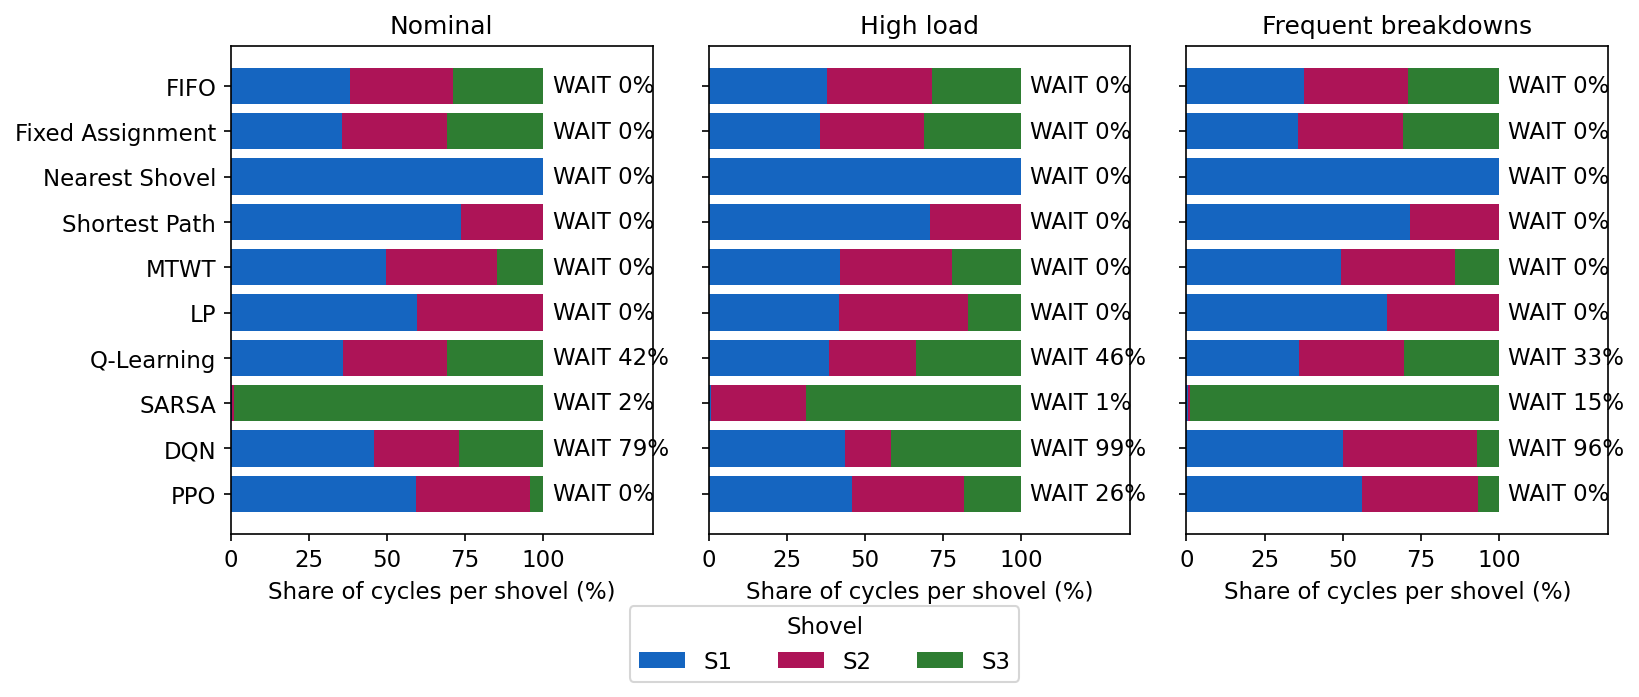 Nominal
High load
Frequent breakdowns
FIFO
WAIT 0%
WAIT 0%
WAIT 0%
Fixed Assignment
WAIT 0%
WAIT 0%
WAIT 0%
Nearest Shovel
WAIT 0%
WAIT 0%
WAIT 0%
Shortest Path
WAIT 0%
WAIT 0%
WAIT 0%
MTWT
WAIT 0%
WAIT 0%
WAIT 0%
LP
WAIT 0%
WAIT 0%
WAIT 0%
Q-Learning
WAIT 42%
WAIT 46%
WAIT 33%
SARSA
WAIT 2%
WAIT 1%
WAIT 15%
DQN
WAIT 79%
WAIT 99%
WAIT 96%
PPO
WAIT 0%
WAIT 26%
WAIT 0%
0 25 50 75 100
0 25 50 75 100
0 25 50 75 100
Share of cycles per shovel (%)
Share of cycles per shovel (%)
Share of cycles per shovel (%)
Shovel
S1 S2 S3